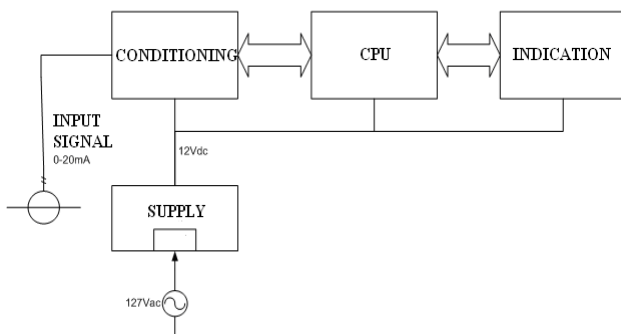 CONDITIONING
CPU
INDICATION
INPUT
SIGNAL
0-20mA
12Vdc
SUPPLY
127Vac